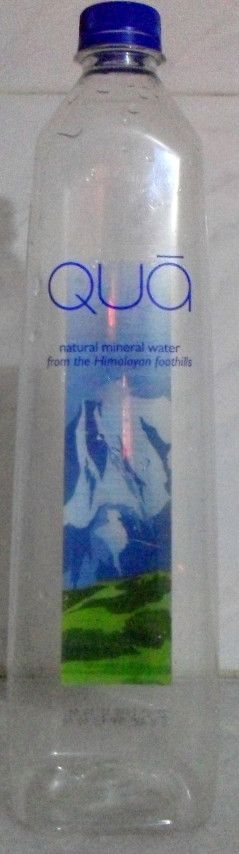 QUā
natural mineral water
from the Himalayan foothills